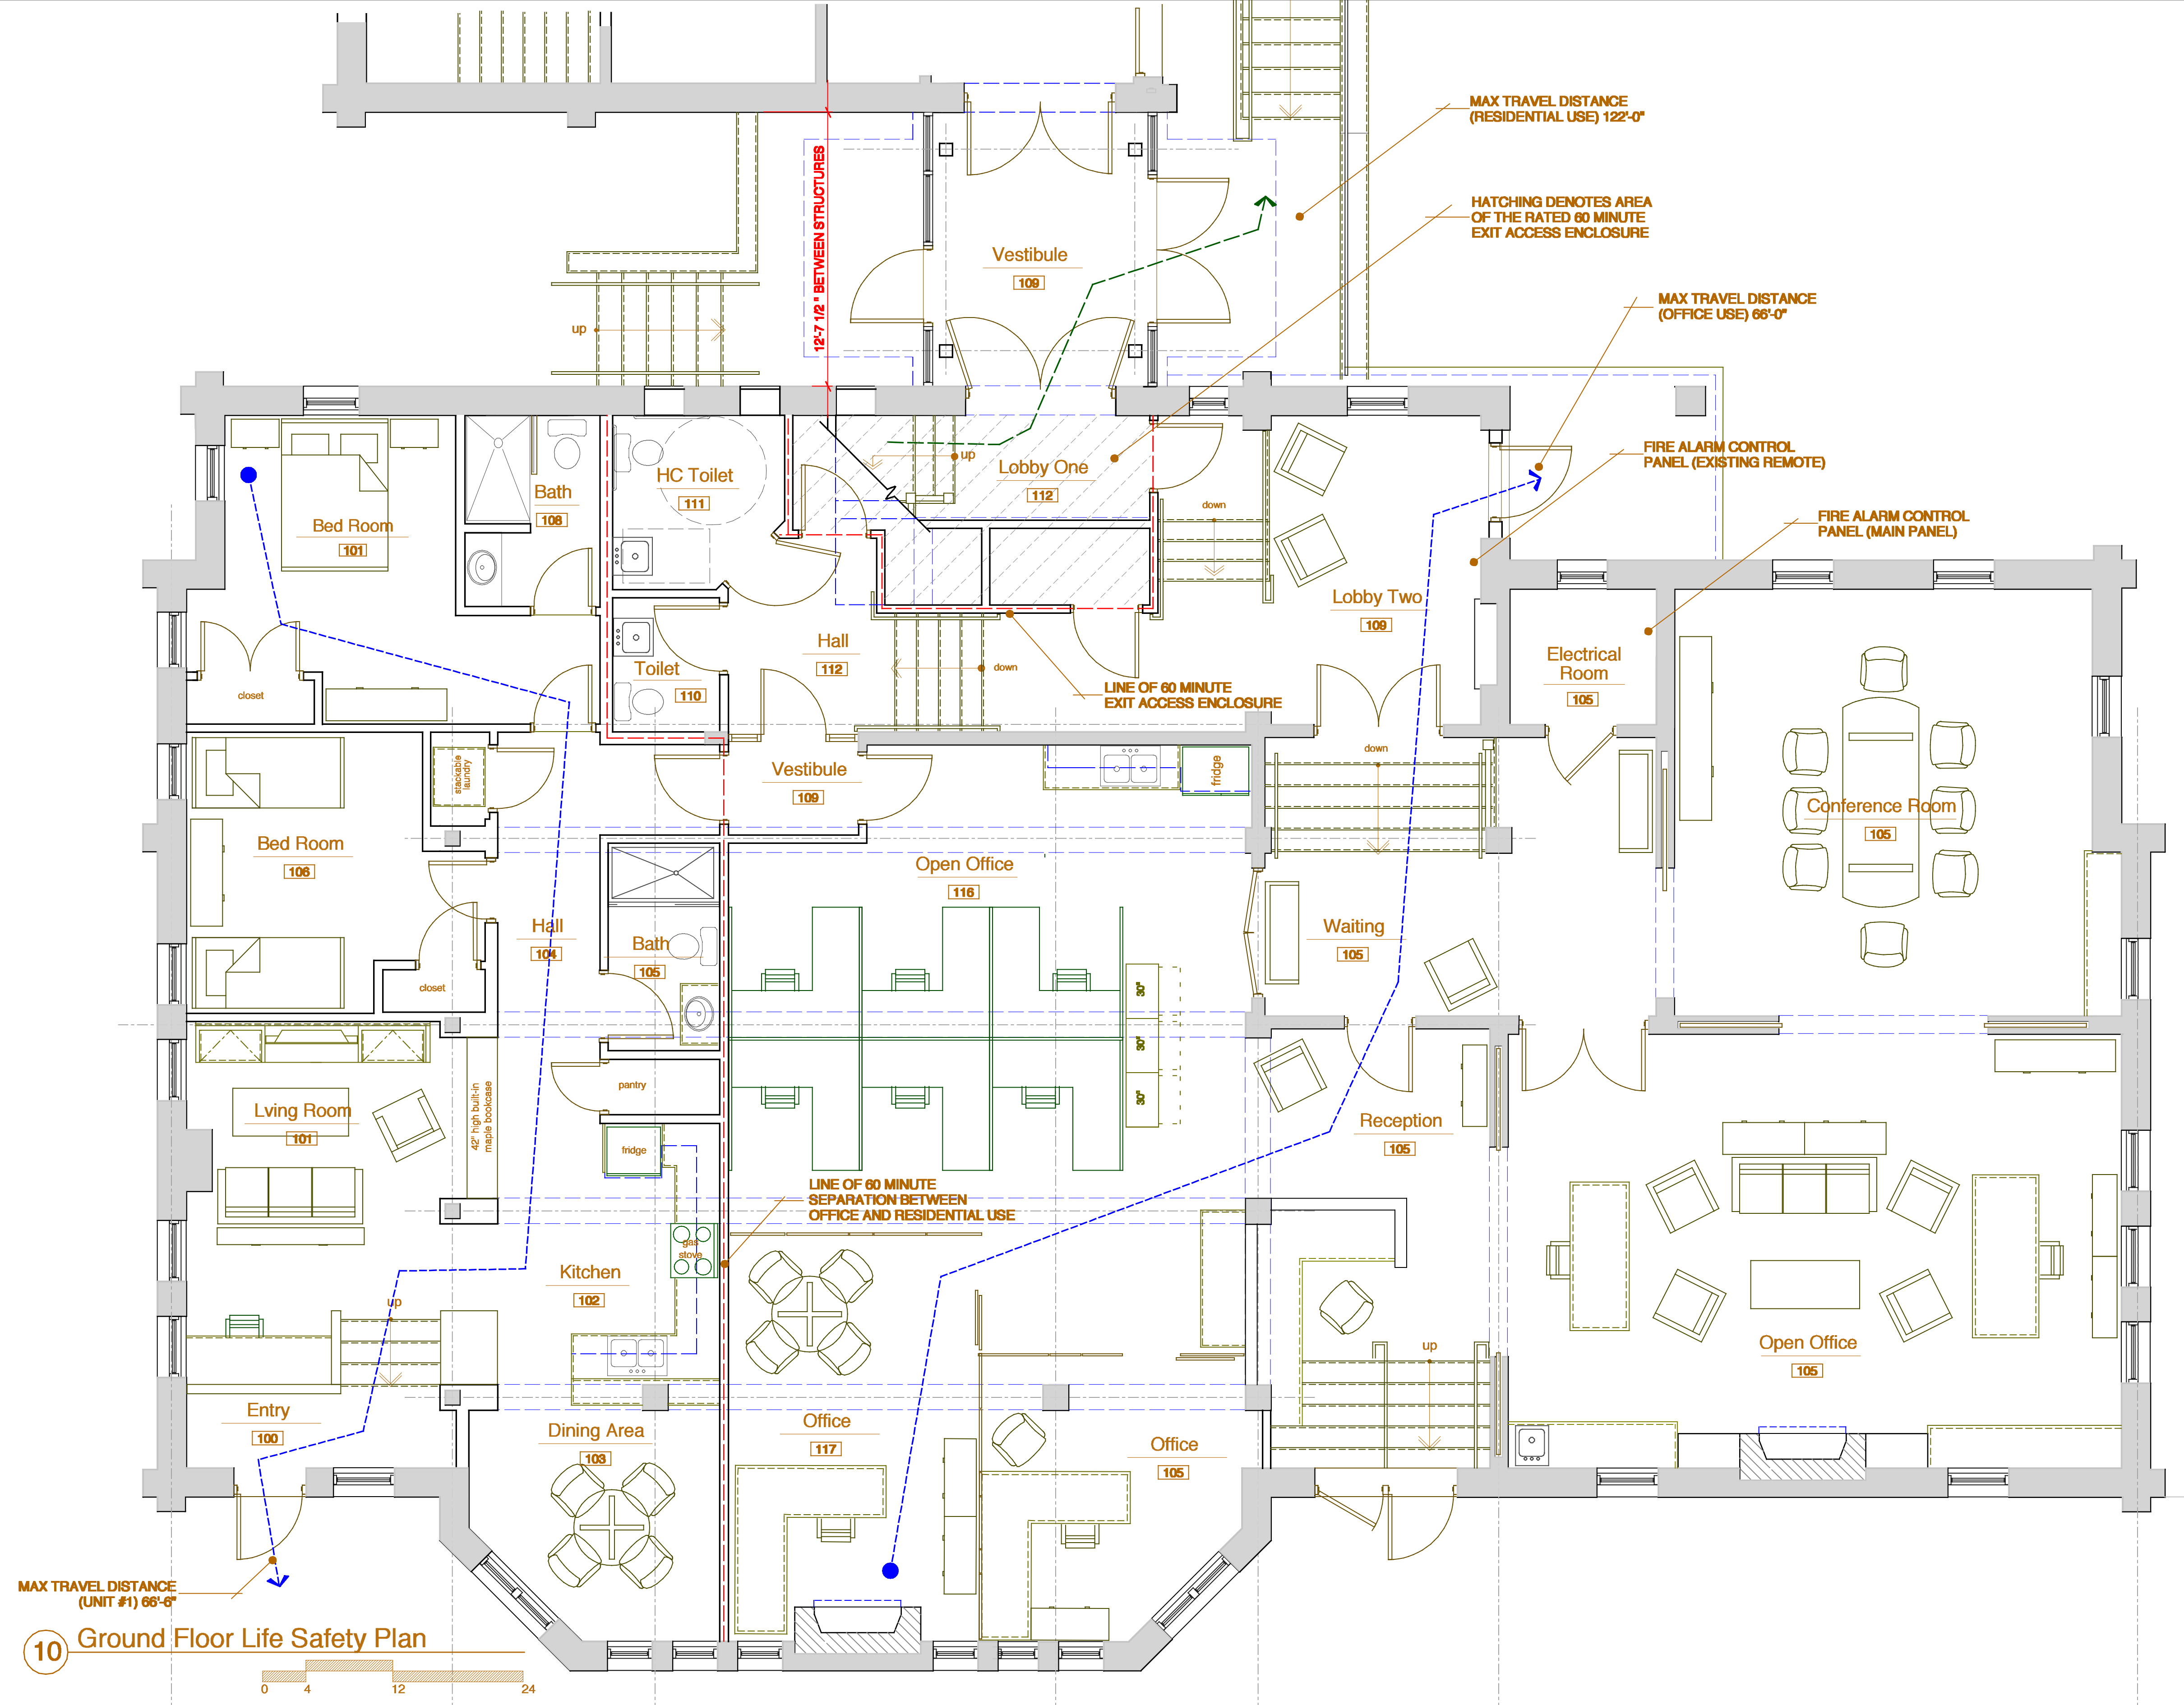 MAX TRAVEL DISTANCE
(RESIDENTIAL USE) 122'-0"
12'-7 1/2 " BETWEEN STRUCTURES
HATCHING DENOTES AREA
OF THE RATED 60 MINUTE
EXIT ACCESS ENCLOSURE
Vestibule
109
MAX TRAVEL DISTANCE
(OFFICE USE) 66'-0"
up
FIRE ALARM CONTROL
PANEL (EXISTING REMOTE)
up
Lobby One
112
HC Toilet
111
Bath
108
Bed Room
101
down
FIRE ALARM CONTROL
PANEL (MAIN PANEL)
Lobby Two
109
Hall
112
down
Toilet
110
Electrical
Room
105
closet
LINE OF 60 MINUTE
EXIT ACCESS ENCLOSURE
down
stackable
laundry
Vestibule
109
fridge
Conference Room
105
Bed Room
106
Open Office
116
Hall
104
Bath
105
Waiting
105
closet
30"
30"
30"
pantry
42" high built-in
maple bookcase
Lving Room
101
Reception
105
fridge
LINE OF 60 MINUTE
SEPARATION BETWEEN
OFFICE AND RESIDENTIAL USE
gas
stove
Kitchen
102
up
up
Open Office
105
Entry
100
Dining Area
103
Office
117
Office
105
MAX TRAVEL DISTANCE
(UNIT #1) 66'-6"
10 Ground Floor Life Safety Plan
0 4 12 24